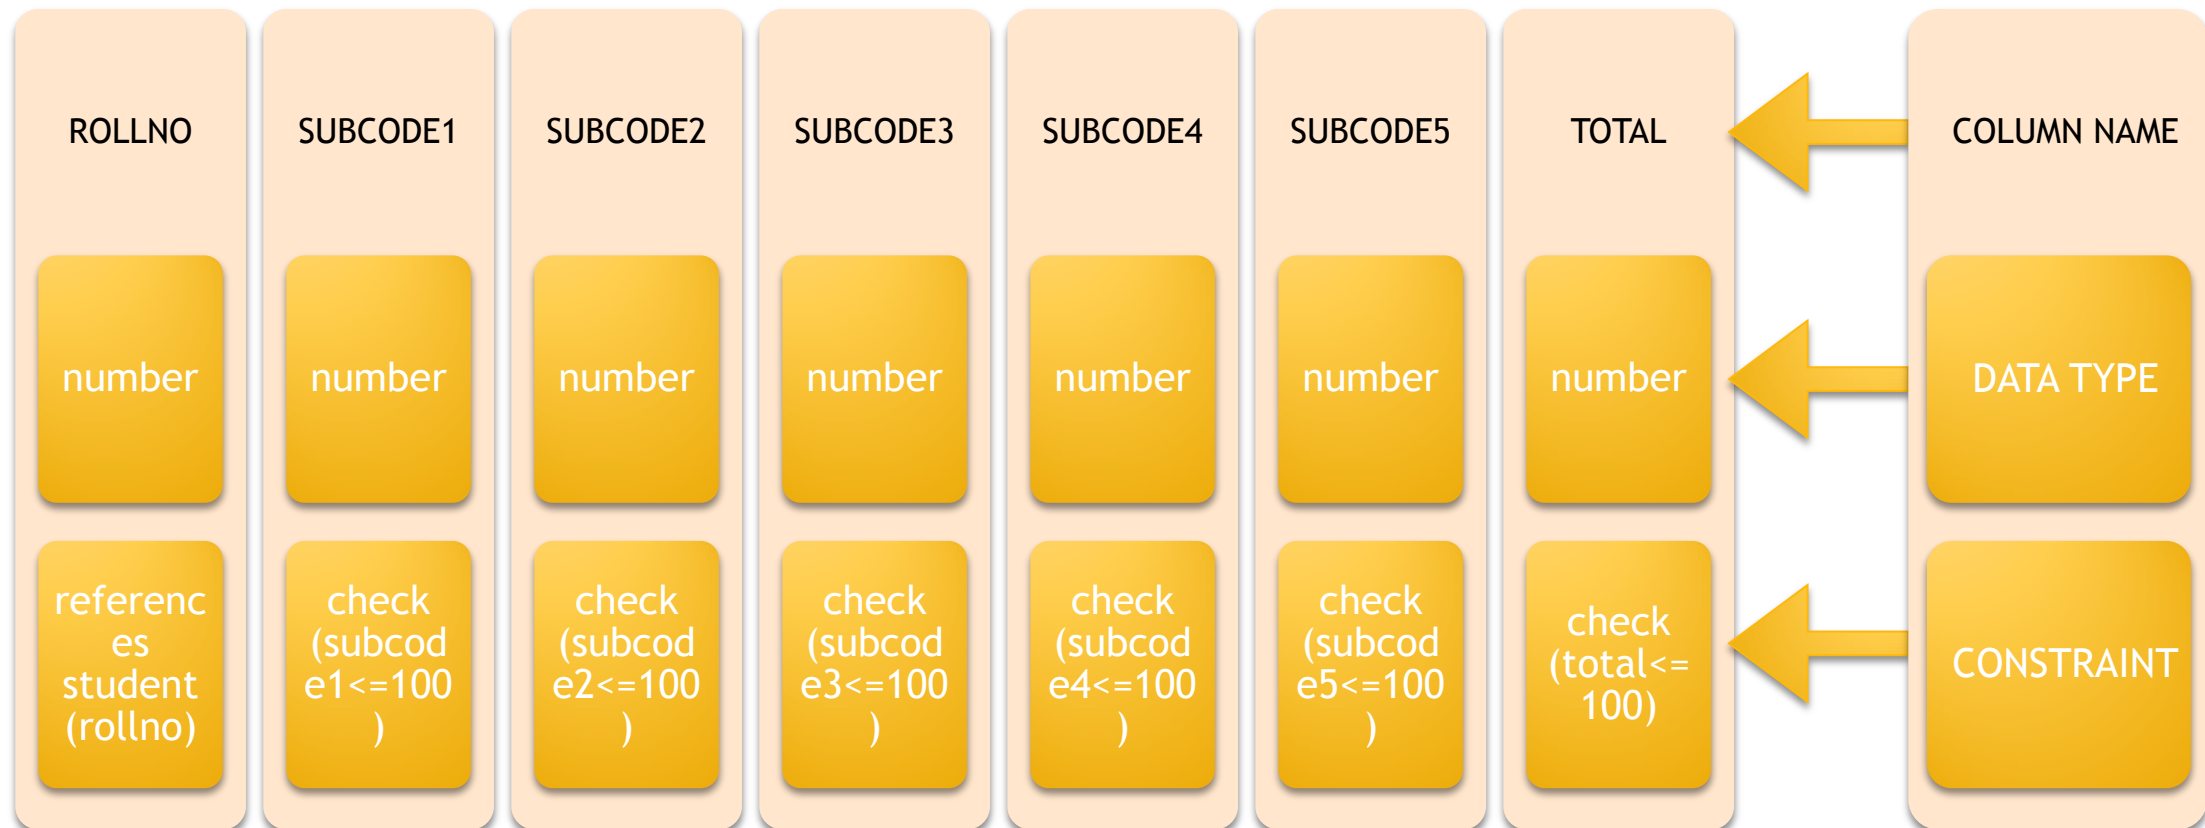 ROLLNO
SUBCODE1
SUBCODE2
SUBCODE3
SUBCODE4
SUBCODE5
TOTAL
COLUMN NAME
number
number
number
number
number
number
number
DATA TYPE
referenc
es
student
(rollno)
check
(subcod
e1<=100
)
check
(subcod
e2<=100
)
check
(subcod
e3<=100
)
check
(subcod
e4<=100
)
check
(subcod
e5<=100
)
check
(total<=
100)
CONSTRAINT